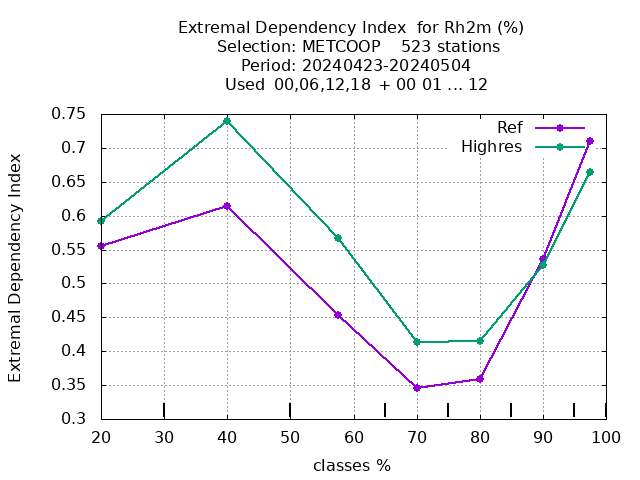 Extremal Dependency Index  for Rh2m (%)
Selection: METCOOP    523 stations
Period: 20240423-20240504
Used  00,06,12,18 + 00 01 ... 12
Ref
Highres
Extremal Dependency Index
0.75
0.7
0.65
0.6
0.55
0.5
0.45
0.4
0.35
0.3
20 30 40 50 60 70 80 90 100
classes %